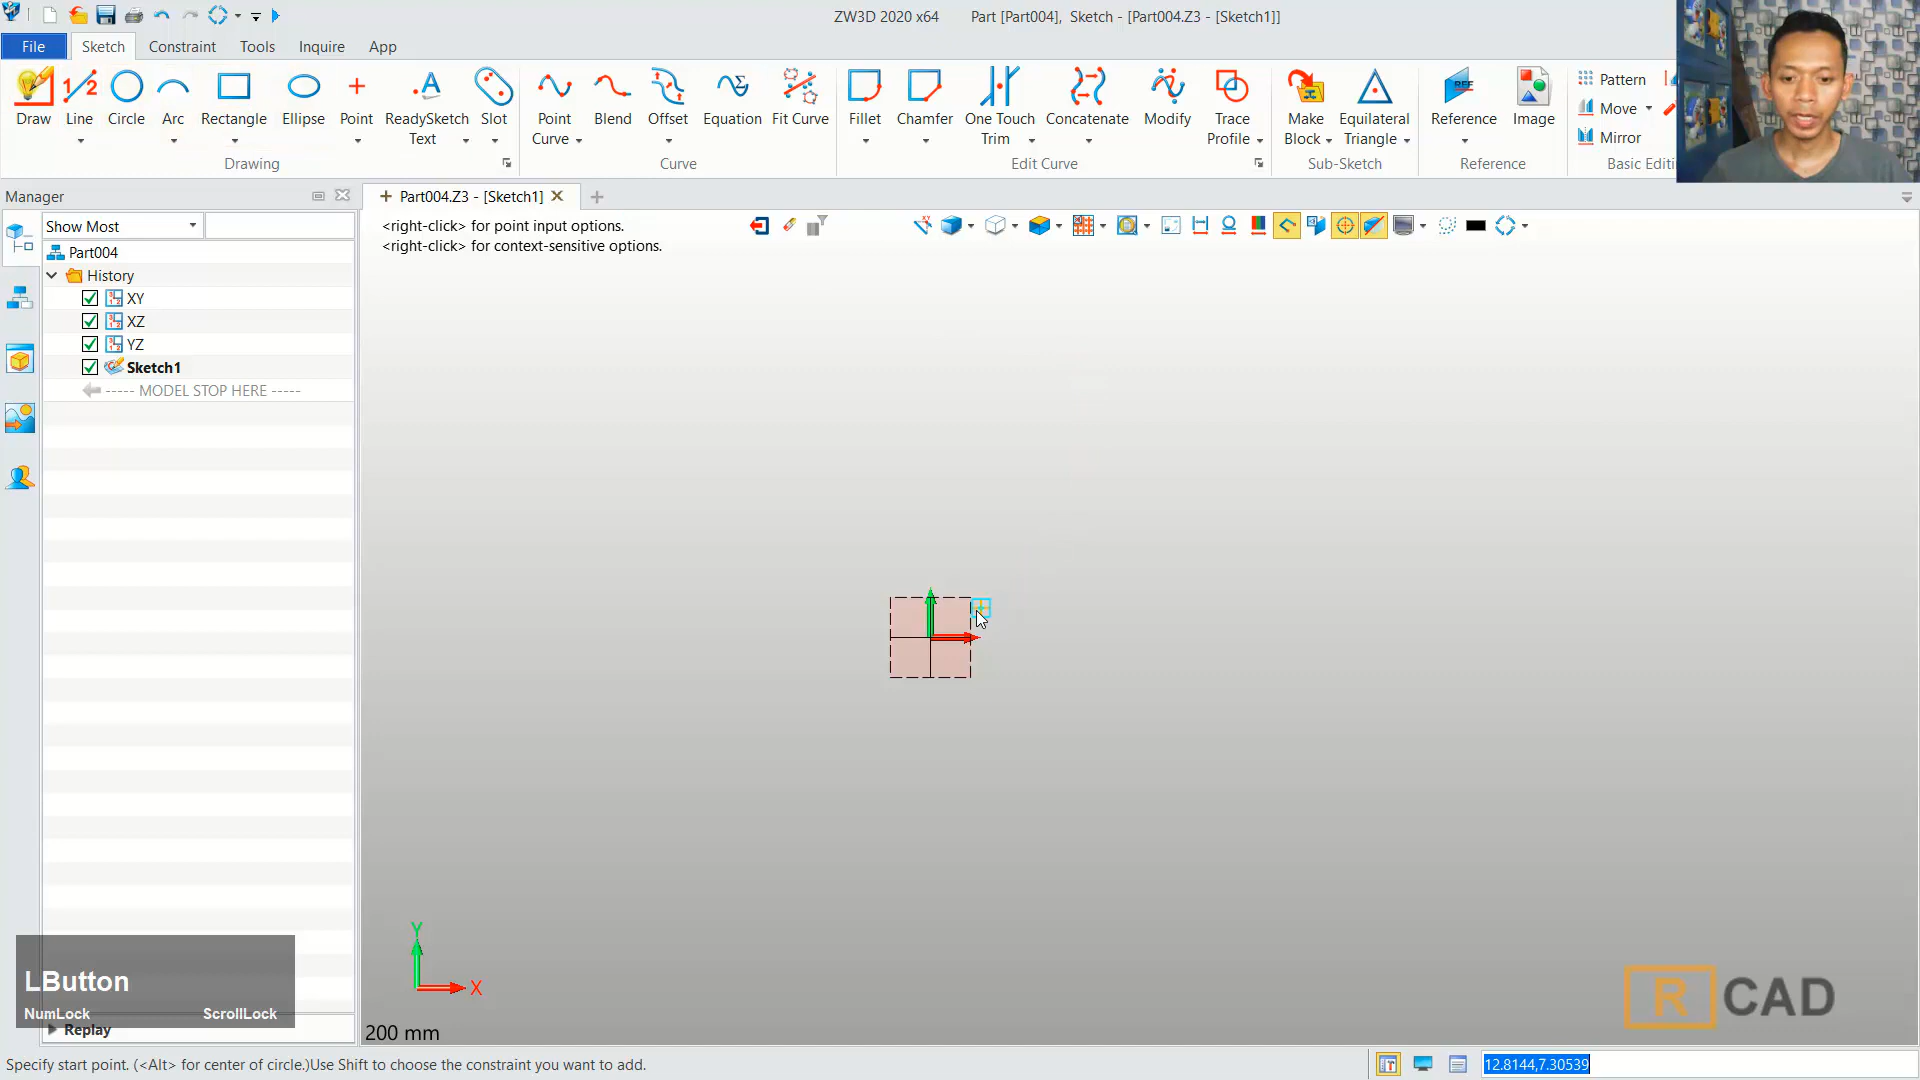 ZW3D 2020 x64 Part [Part004], Sketch - [Part004.Z3 - [Sketch1]]
File Sketch Constraint Tools Inquire App
Draw Line Circle Arc Rectangle Ellipse Point ReadySketch Text Slot
Drawing
Point Curve Blend Offset Equation Fit Curve
Curve
Fillet Chamfer One Touch Trim Concatenate Modify Trace Profile
Edit Curve
Make Block Equilateral Triangle
Sub-Sketch
REF
Reference Image
Reference
Pattern
Move
Mirror
Basic Editi
Manager
Part004.Z3 - [Sketch1]
Show Most
Part004
History
XY
XZ
YZ
Sketch1
----- MODEL STOP HERE -----
<right-click> for point input options.
<right-click> for context-sensitive options.
Y
X
200 mm
LButton
NumLock ScrollLock
Replay
R CAD
Specify start point. (<Alt> for center of circle.)Use Shift to choose the constraint you want to add.
12.8144,7.30539